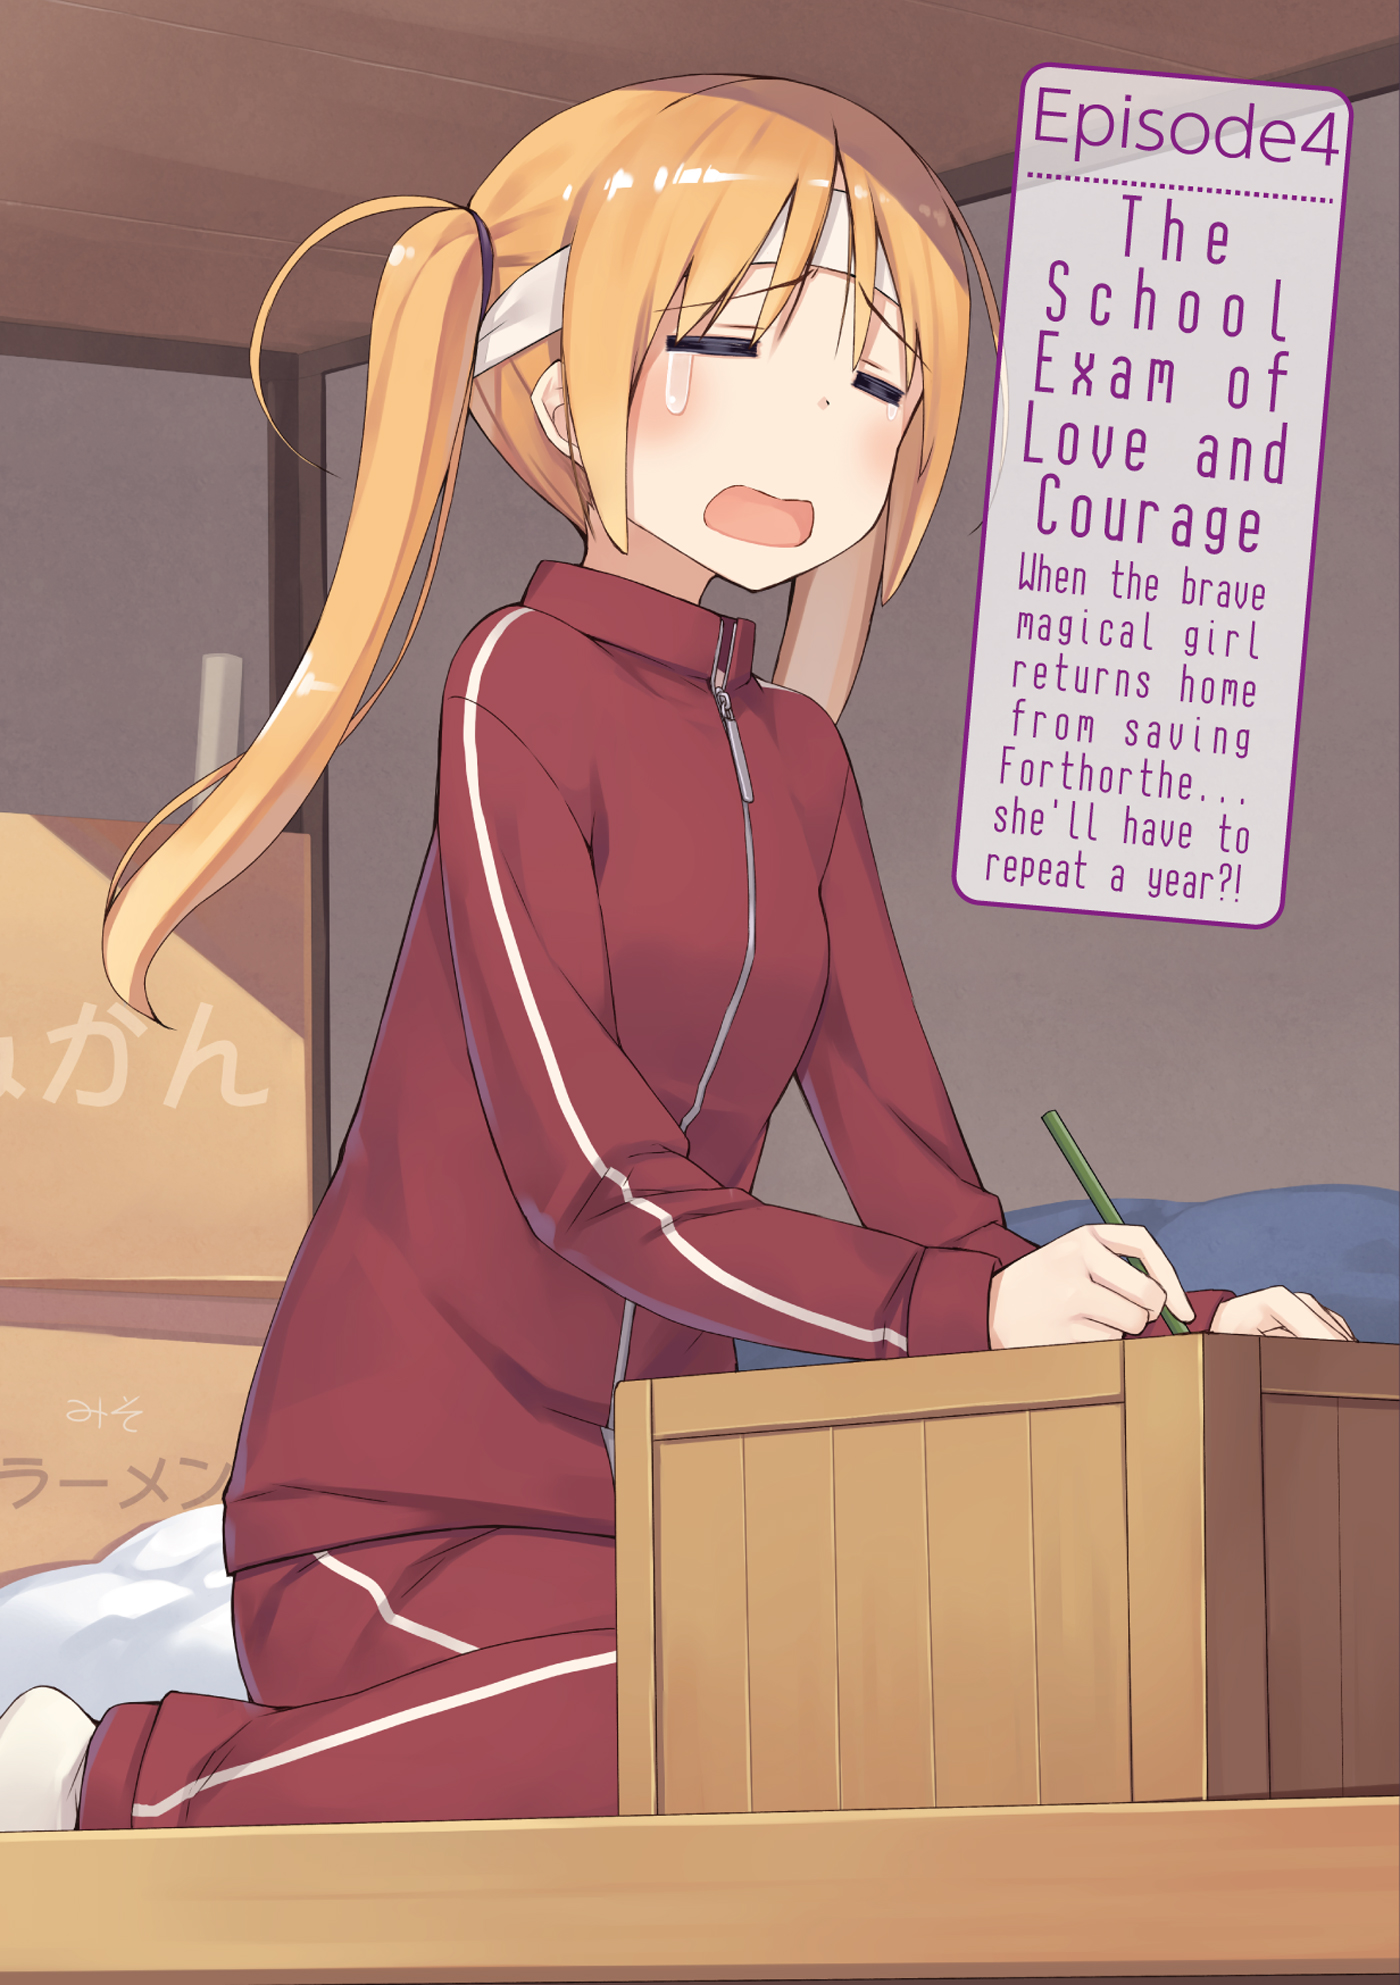 Episode4
The
School
Exam of
Love and
Courage
When the brave
magical girl
returns home
from saving
Forthorthe...
she'll have to
repeat a year?!
みかん
みそ
ラーメン